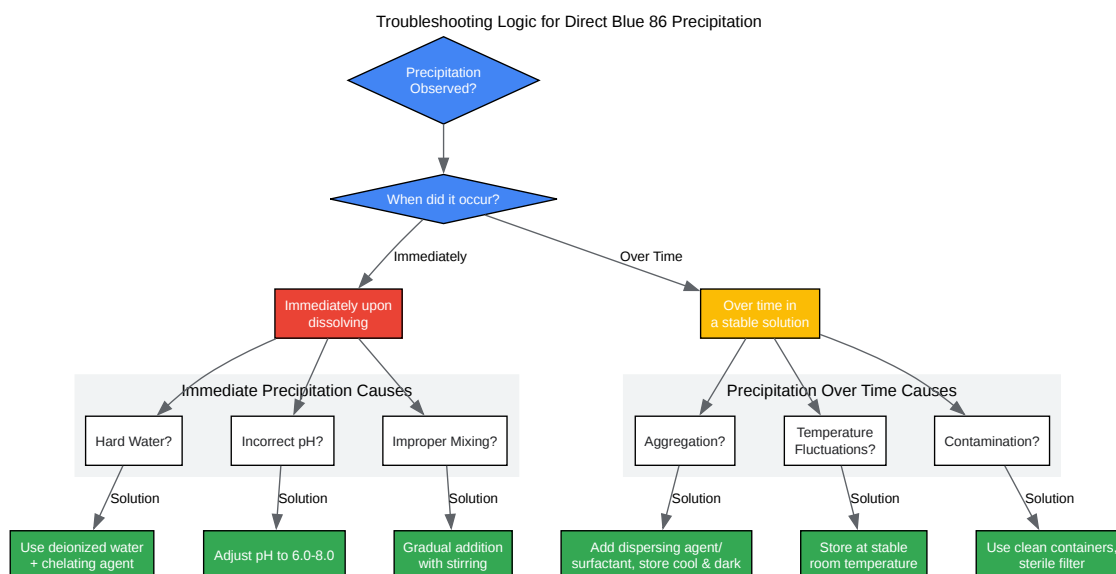 Troubleshooting Logic for Direct Blue 86 Precipitation
Precipitation
Observed?
When did it occur?
Immediately
Over Time
Immediately upon
dissolving
Over time in
a stable solution
Immediate Precipitation Causes
Precipitation Over Time Causes
Hard Water?
Incorrect pH?
Improper Mixing?
Aggregation?
Temperature
Fluctuations?
Contamination?
Solution
Solution
Solution
Solution
Solution
Solution
Use deionized water
+ chelating agent
Adjust pH to 6.0-8.0
Gradual addition
with stirring
Add dispersing agent/
surfactant, store cool & dark
Store at stable
room temperature
Use clean containers,
sterile filter